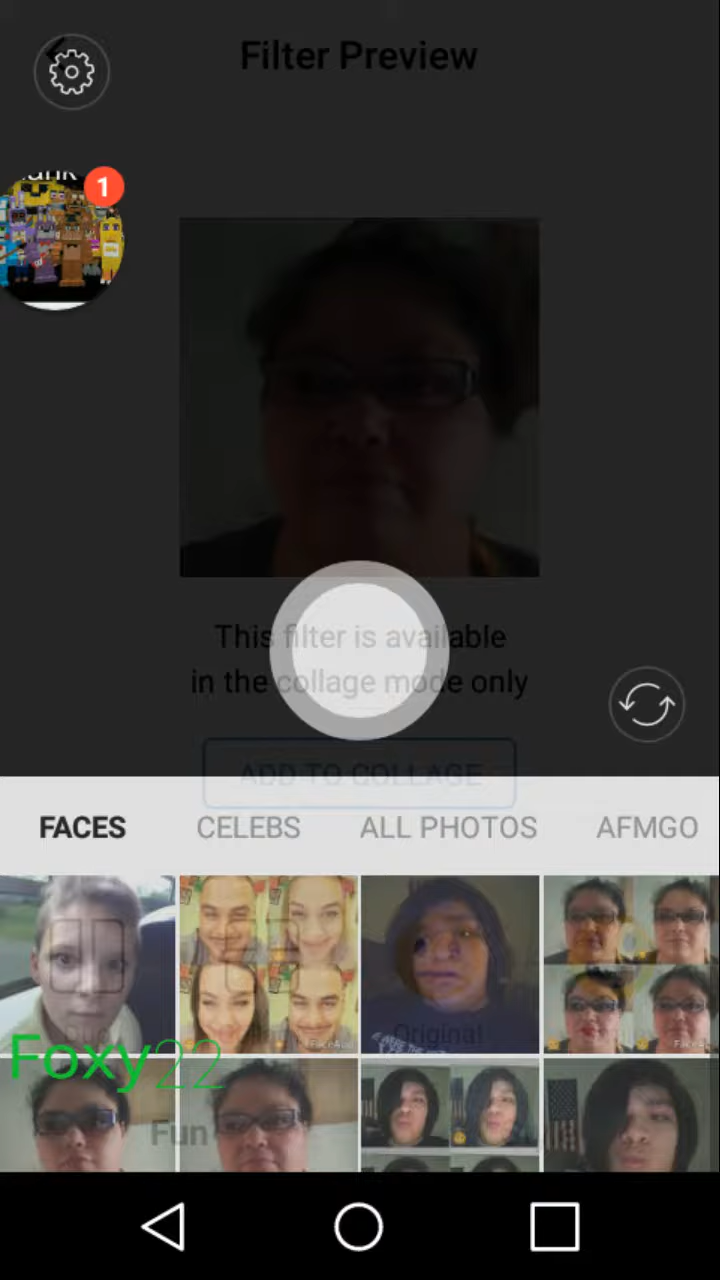 Filter Preview
1
This filter is available
in the collage mode only
ADD TO COLLAGE
FACES CELEBS ALL PHOTOS AFMGO
Original
FaceApp
Foxy22
Fun